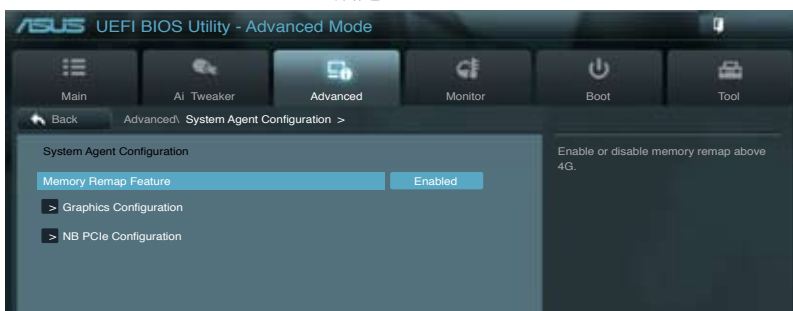 ASUS UEFI BIOS Utility - Advanced Mode
Main
Ai Tweaker
Advanced
Monitor
Boot
Tool
Back
Advanced\ System Agent Configuration >
System Agent Configuration
Memory Remap Feature Enabled
> Graphics Configuration
> NB PCIe Configuration
Enable or disable memory remap above
4G.